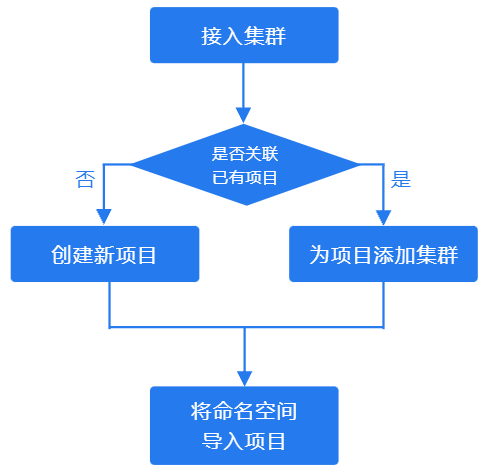 接入集群
是否关联
已有项目
否
是
创建新项目
为项目添加集群
将命名空间
导入项目